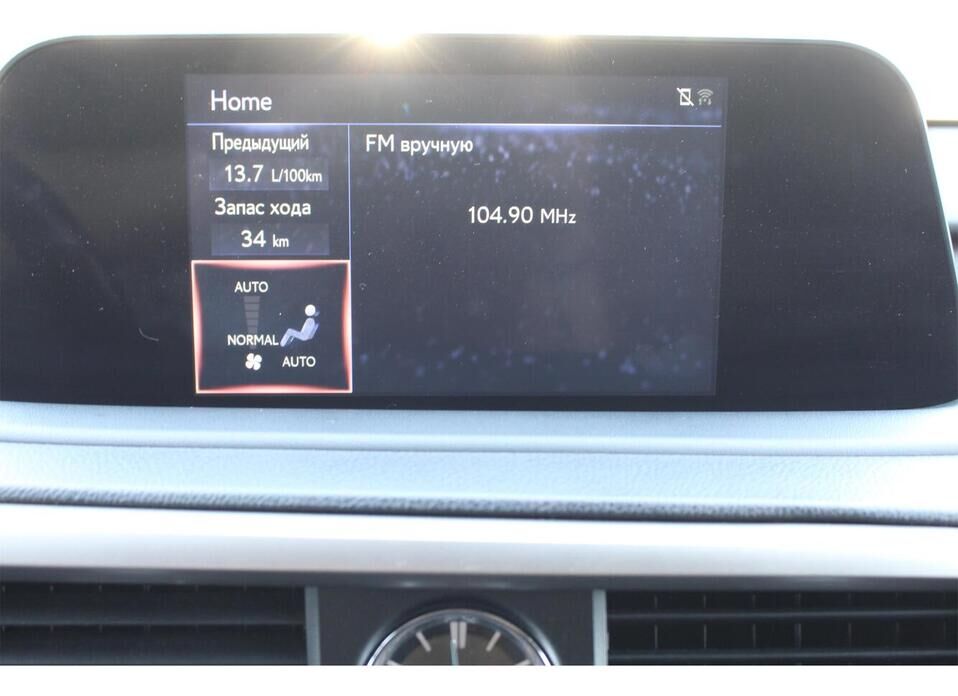 Home
Предыдущий
13.7 L/100km
Запас хода
34 km
AUTO
NORMAL
AUTO
FM вручную
104.90 MHz